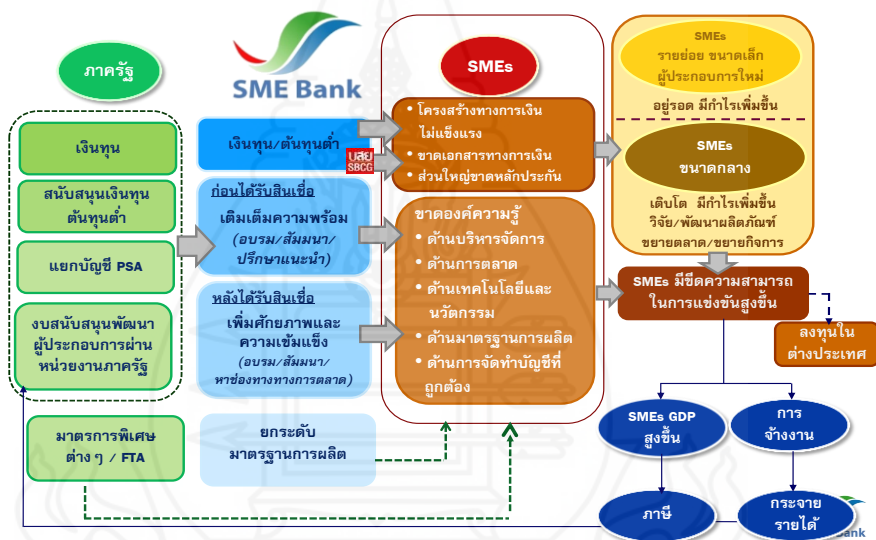 ภาครัฐ
เงินทุน
สนับสนุนเงินทุน
ต้นทุนต่ำ
แยกบัญชี PSA
งบสนับสนุนพัฒนา
ผู้ประกอบการผ่าน
หน่วยงานภาครัฐ
มาตรการพิเศษ
ต่าง ๆ / FTA
SME Bank
เงินทุน/ต้นทุนต่ำ
บสย
SBCG
ก่อนได้รับสินเชื่อ
เติมเต็มความพร้อม
(อบรม/สัมมนา/
ปรึกษาแนะนำ)
หลังได้รับสินเชื่อ
เพิ่มศักยภาพและ
ความเข้มแข็ง
(อบรม/สัมมนา/
หาช่องทางทางการตลาด)
ยกระดับ
มาตรฐานการผลิต
SMEs
• โครงสร้างทางการเงิน
ไม่แข็งแรง
• ขาดเอกสารทางการเงิน
• ส่วนใหญ่ขาดหลักประกัน
ขาดองค์ความรู้
• ด้านบริหารจัดการ
• ด้านการตลาด
• ด้านเทคโนโลยีและ
นวัตกรรม
• ด้านมาตรฐานการผลิต
• ด้านการจัดทำบัญชีที่
ถูกต้อง
SMEs
รายย่อย ขนาดเล็ก
ผู้ประกอบการใหม่
อยู่รอด มีกำไรเพิ่มขึ้น
SMEs
ขนาดกลาง
เติบโต มีกำไรเพิ่มขึ้น
วิจัย/พัฒนาผลิตภัณฑ์
ขยายตลาด/ขยายกิจการ
SMEs มีขีดความสามารถ
ในการแข่งขันสูงขึ้น
ลงทุนใน
ต่างประเทศ
SMEs GDP
สูงขึ้น
การ
จ้างงาน
ภาษี
กระจาย
รายได้
Bank